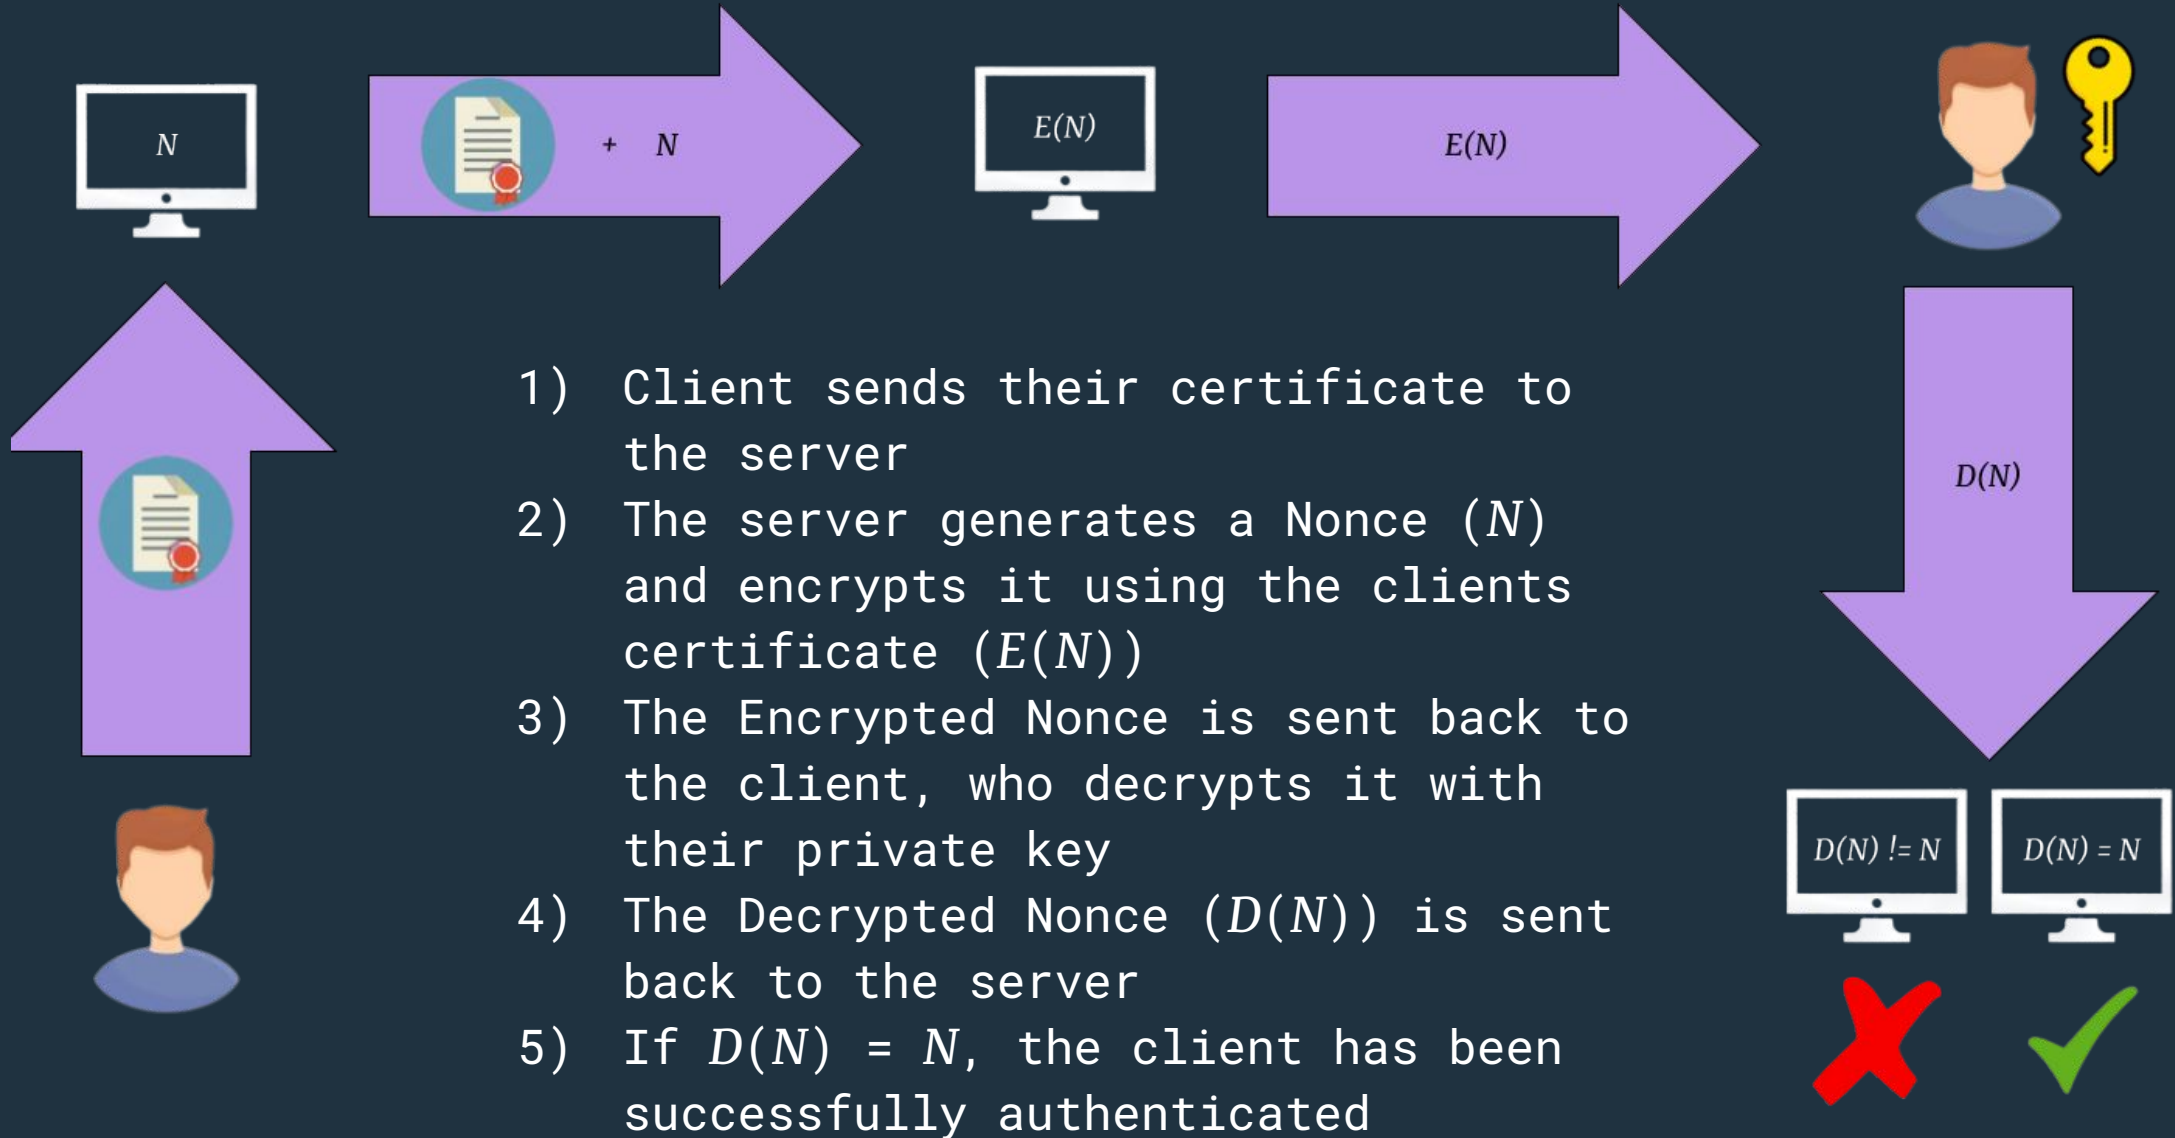 N
+ N
E(N)
E(N)
1) Client sends their certificate to
the server
2) The server generates a Nonce (N)
and encrypts it using the clients
certificate (E(N))
3) The Encrypted Nonce is sent back to
the client, who decrypts it with
their private key
4) The Decrypted Nonce (D(N)) is sent
back to the server
5) If D(N) = N, the client has been
successfully authenticated
D(N)
D(N) != N
D(N) = N